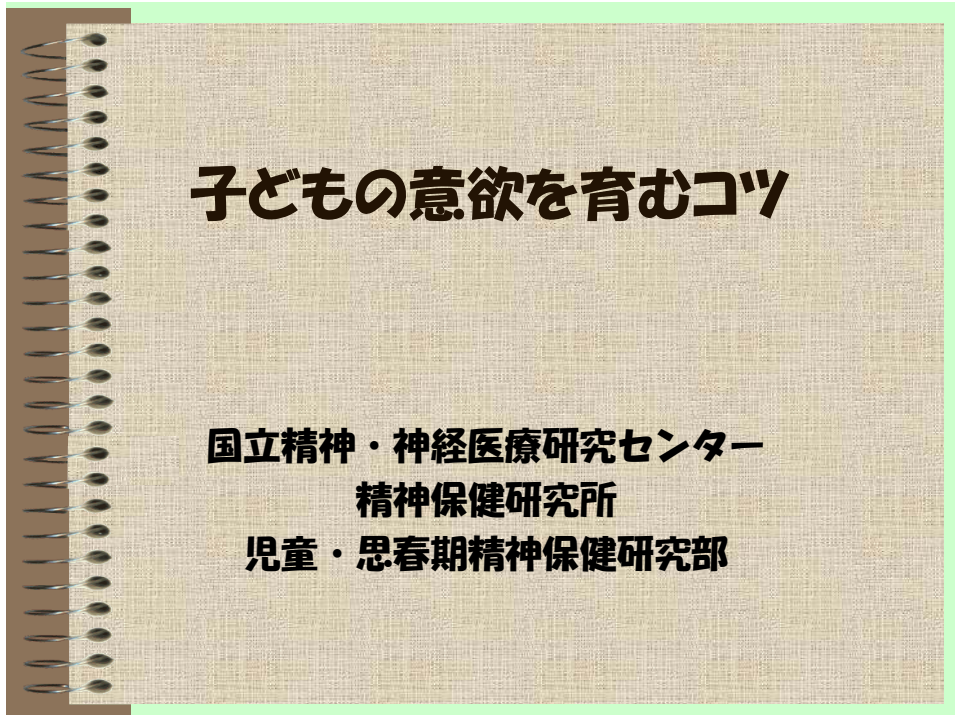 子どもの意欲を育むコツ
国立精神・神経医療研究センター
精神保健研究所
児童・思春期精神保健研究部